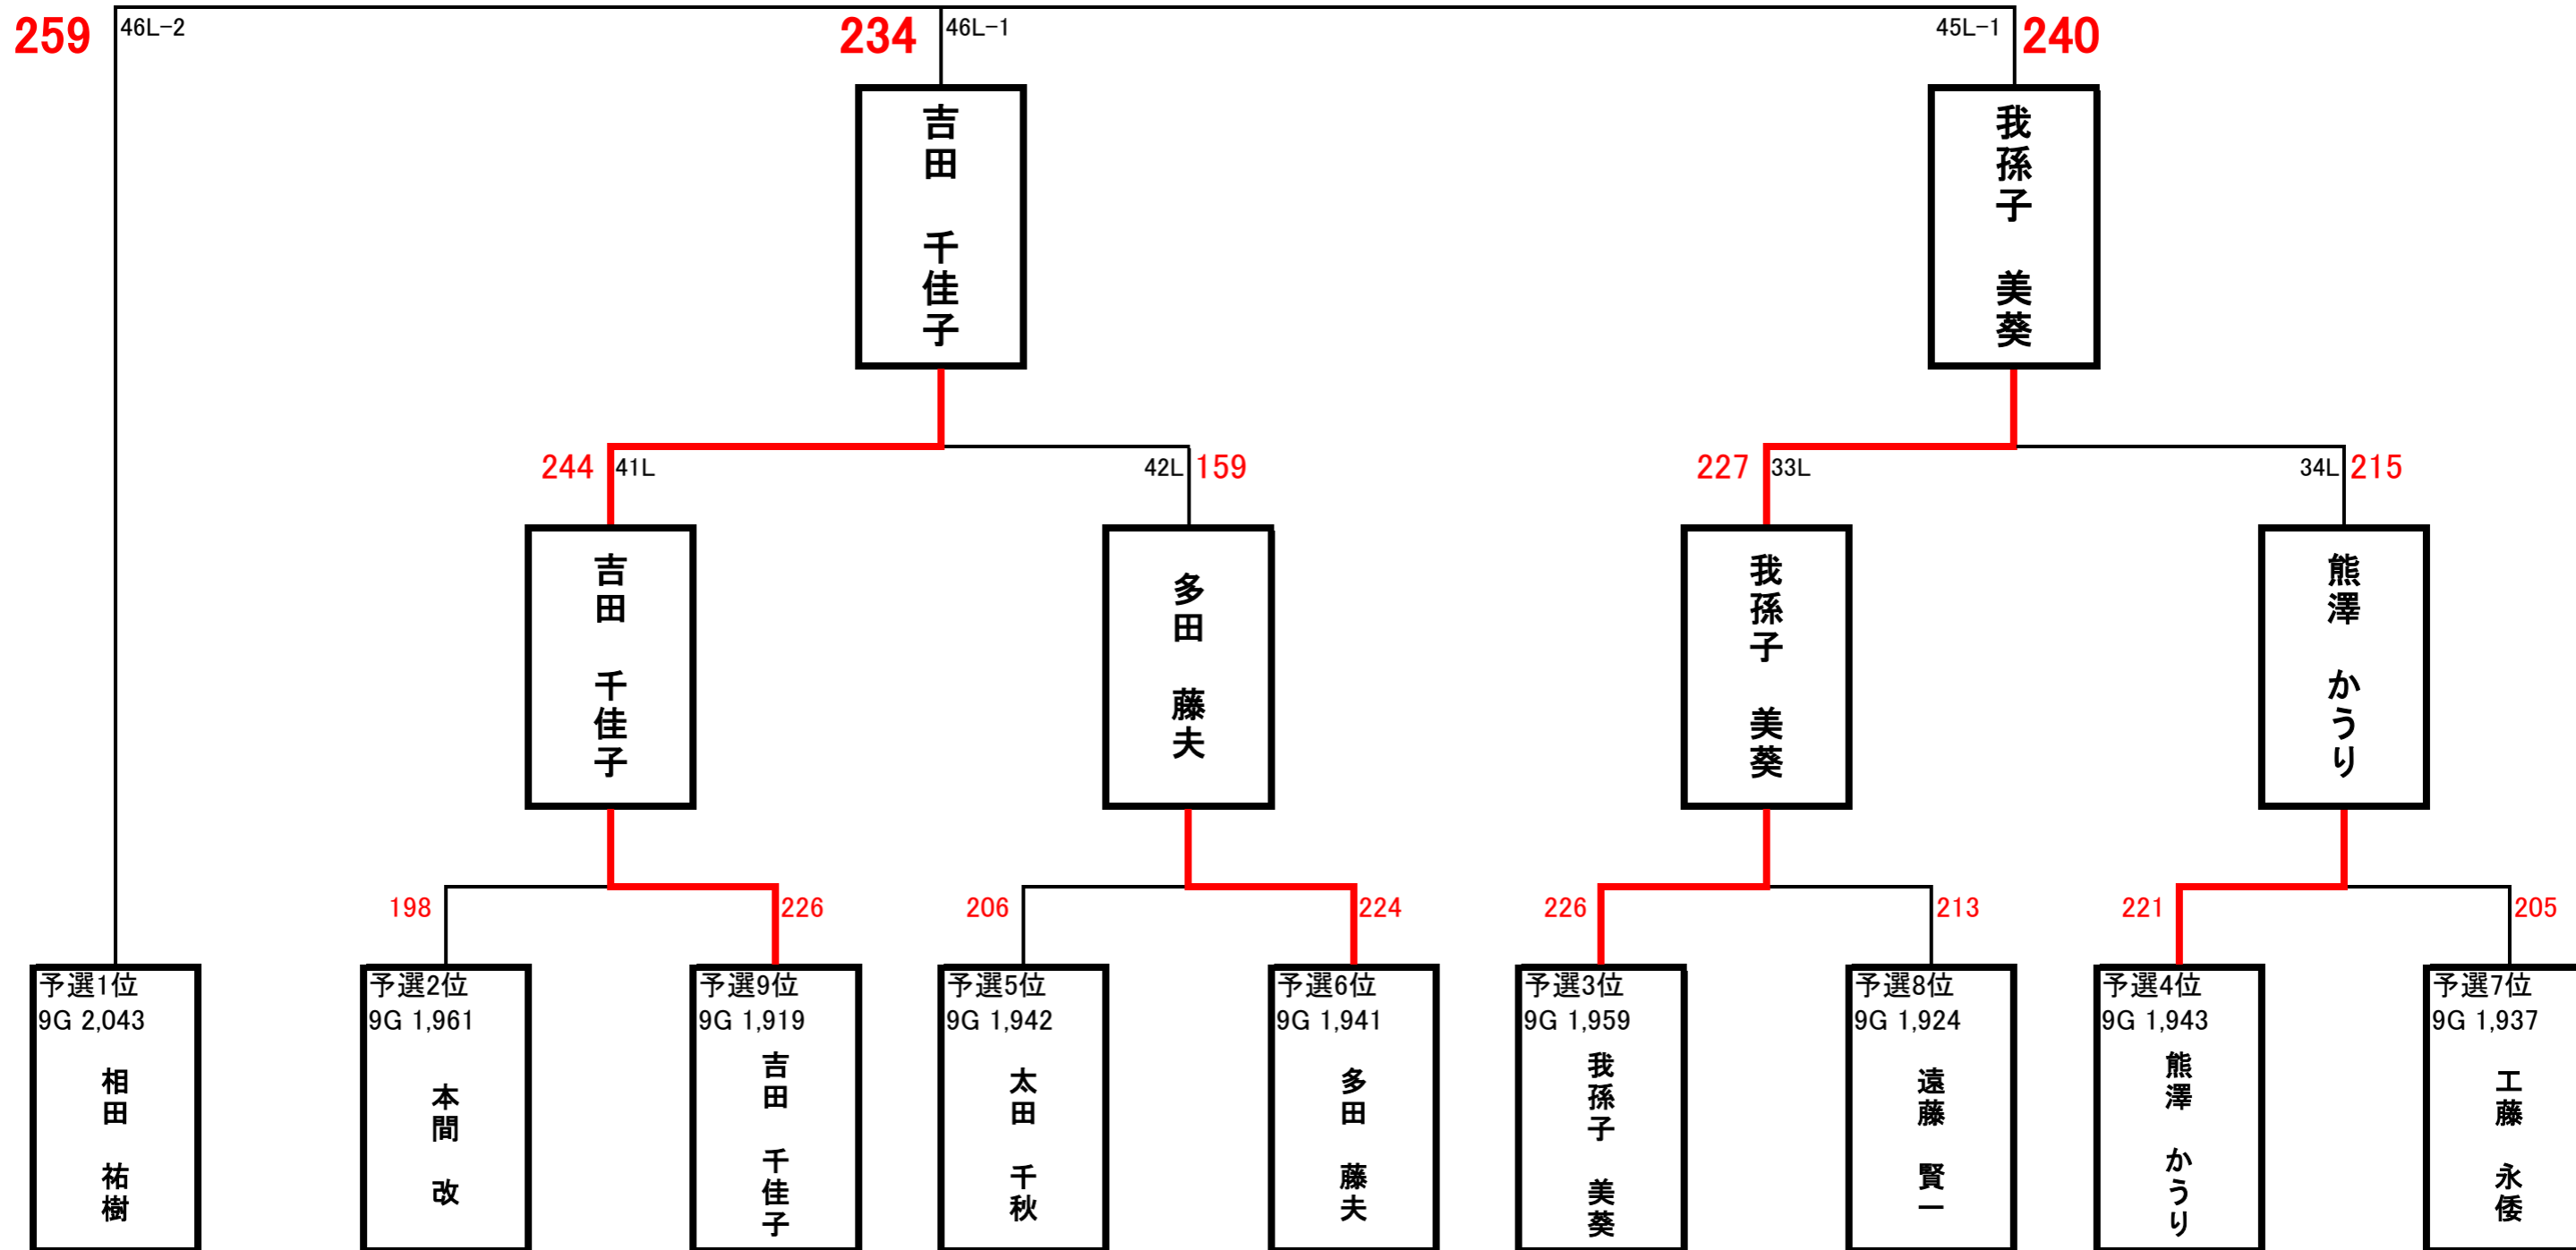 259 46L-2 234 46L-1 45L-1 240
吉田 千佳子
我孫子 美葵
244 41L 42L 159 227 33L 34L 215
吉田 千佳子
多田 藤夫
我孫子 美葵
熊澤 かうり
198 226 206 224 226 213 221 205
予選1位
9G 2,043
相田 祐樹
予選2位
9G 1,961
本間 改
予選9位
9G 1,919
吉田 千佳子
予選5位
9G 1,942
太田 千秋
予選6位
9G 1,941
多田 藤夫
予選3位
9G 1,959
我孫子 美葵
予選8位
9G 1,924
遠藤 賢一
予選4位
9G 1,943
熊澤 かうり
予選7位
9G 1,937
工藤 永倭